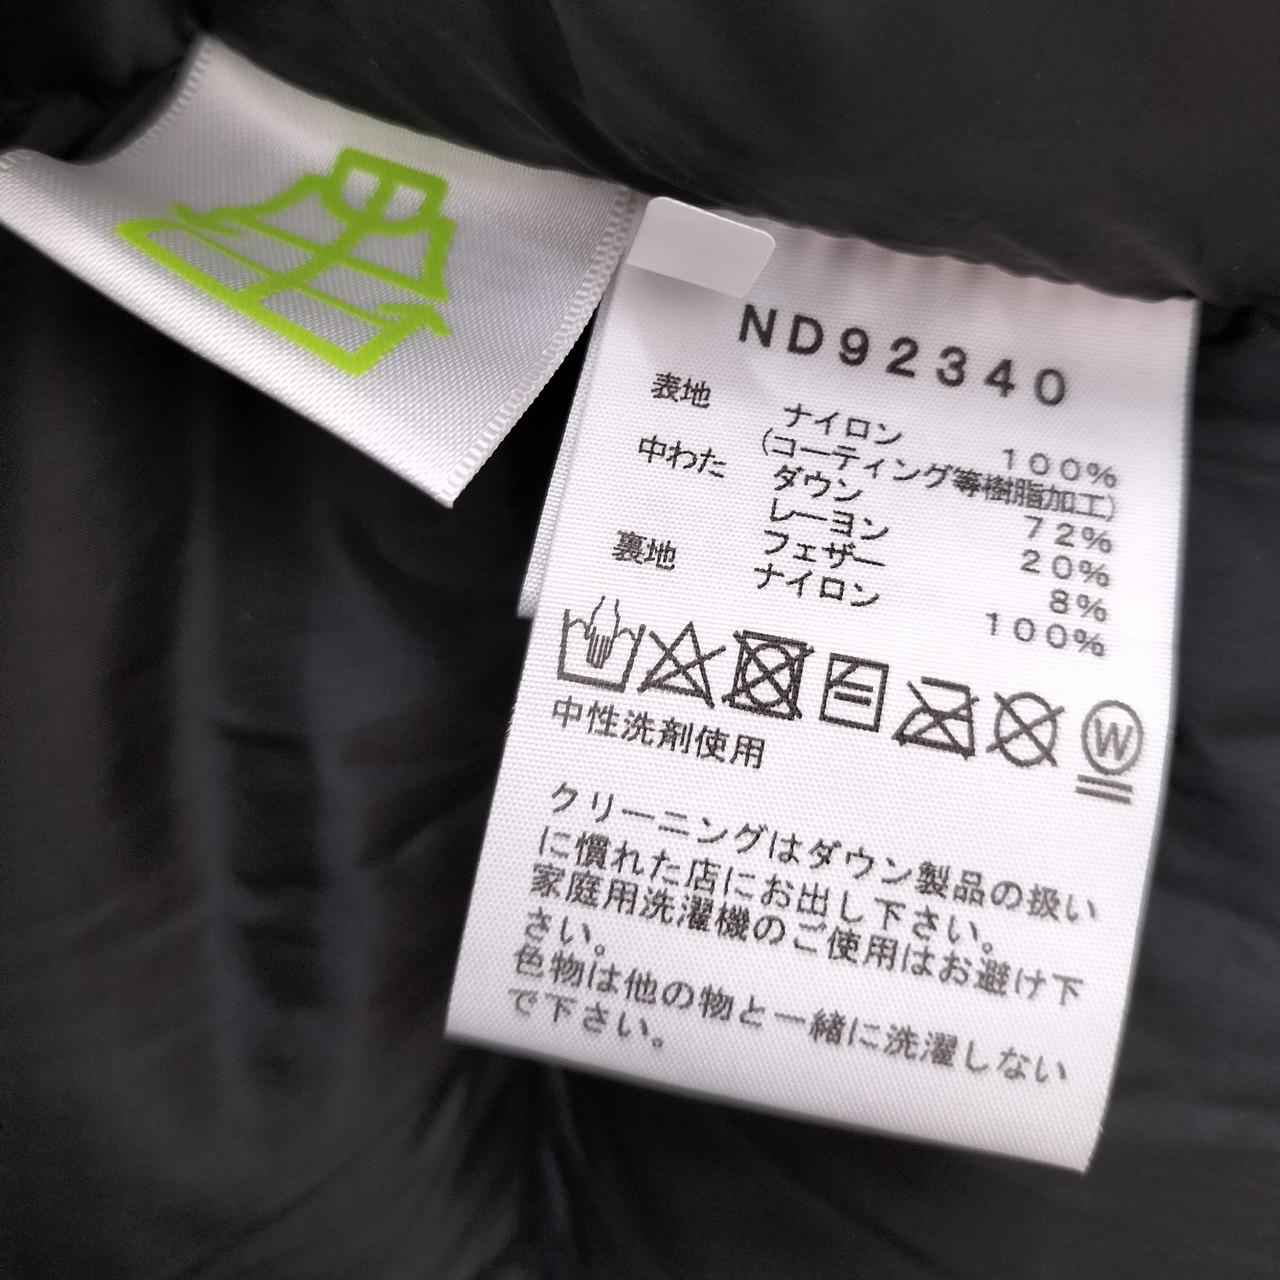 ND92340
表地 ナイロン 100%
(コーティング等樹脂加工)
中わた ダウン 72%
レーヨン 20%
フェザー 8%
裏地 ナイロン 100%
W
中性洗剤使用
クリーニングはダウン製品の扱い
に慣れた店にお出し下さい。
家庭用洗濯機のご使用はお避け下
さい。
色物は他の物と一緒に洗濯しない
で下さい。